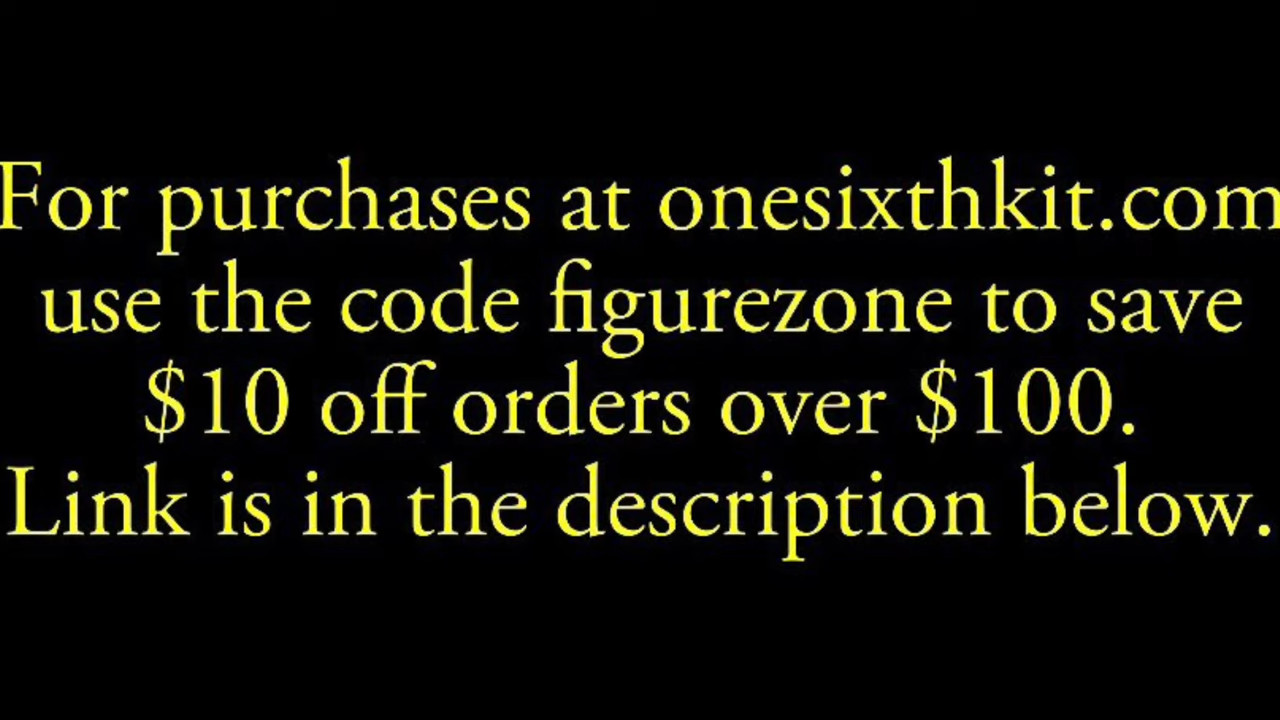 For purchases at onesixthkit.com
use the code figurezone to save
$10 off orders over $100.
Link is in the description below.